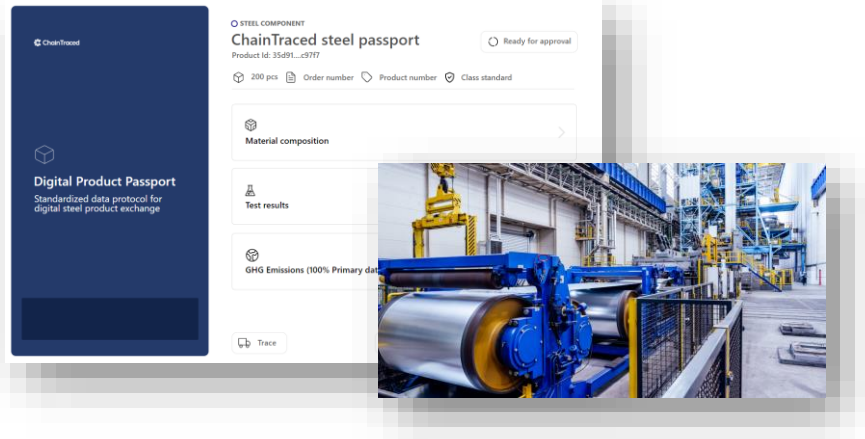 ChainTraced
Digital Product Passport
Standardized data protocol for
digital steel product exchange
STEEL COMPONENT
ChainTraced steel passport
Product Id: 35d91....c97f7
Ready for approval
200 pcs Order number Product number Class standard
Material composition
Test results
GHG Emissions (100% Primary dat
Trace